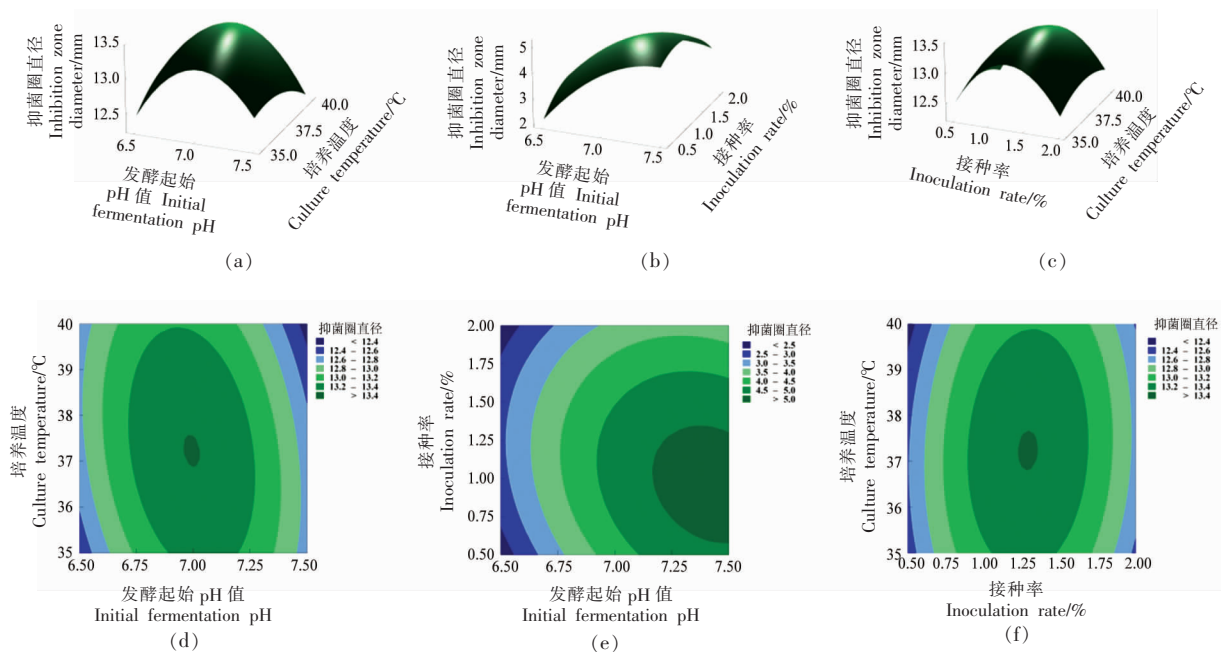 抑菌圈直径
Inhibition zone
diameter/mm
13.5
13.0
12.5
6.5
7.0
7.5
35.0
37.5
40.0
发酵起始
pH 值 Initial
fermentation pH
培养温度
Culture temperature/℃
(a)
抑菌圈直径
Inhibition zone
diameter/mm
5
4
3
2
6.0
7.0
7.5
0.5
1.0
1.5
2.0
发酵起始
pH 值 Initial
fermentation pH
接种率
Inoculation rate/%
(b)
抑菌圈直径
Inhibition zone
diameter/mm
13.5
13.0
12.5
0.5
1.0
1.5
2.0
35.0
37.5
40.0
接种率
Inoculation rate/%
培养温度
Culture temperature/℃
(c)
培养温度
Culture temperature/℃
40
39
38
37
36
35
6.50 6.75 7.00 7.25 7.50
发酵起始 pH 值
Initial fermentation pH
抑菌圈直径
< 12.4
12.4 – 12.6
12.6 – 12.8
12.8 – 13.0
13.0 – 13.2
13.2 – 13.4
> 13.4
(d)
接种率
Inoculation rate/%
2.00
1.75
1.50
1.25
1.00
0.75
0.50
6.50 6.75 7.00 7.25 7.50
发酵起始 pH 值
Initial fermentation pH
抑菌圈直径
< 2.5
2.5 – 3.0
3.0 – 3.5
3.5 – 4.0
4.0 – 4.5
4.5 – 5.0
> 5.0
(e)
培养温度
Culture temperature/℃
40
39
38
37
36
35
0.50 0.75 1.00 1.25 1.50 1.75 2.00
接种率
Inoculation rate/%
抑菌圈直径
< 12.4
12.4 – 12.6
12.6 – 12.8
12.8 – 13.0
13.0 – 13.2
13.2 – 13.4
> 13.4
(f)